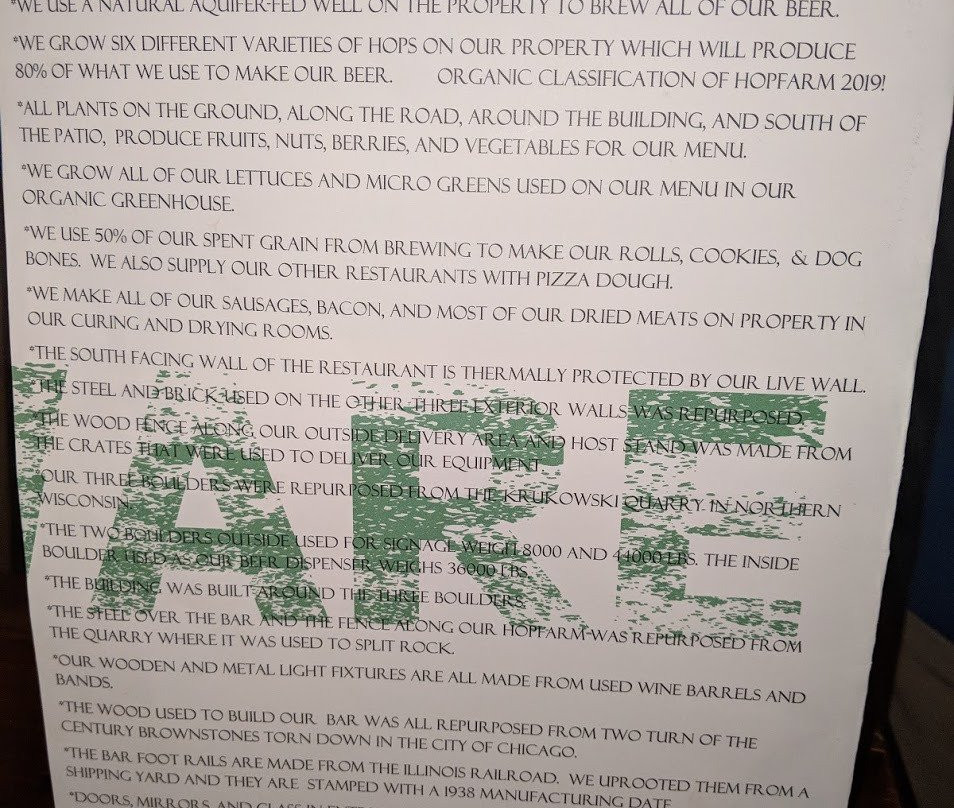 *WE USE A NATURAL AQUIFER-FED WELL ON THE PROPERTY TO BREW ALL OF OUR BEER.
*WE GROW SIX DIFFERENT VARIETIES OF HOPS ON OUR PROPERTY WHICH WILL PRODUCE
80% OF WHAT WE USE TO MAKE OUR BEER. ORGANIC CLASSIFICATION OF HOPFARM 2019!
*ALL PLANTS ON THE GROUND, ALONG THE ROAD, AROUND THE BUILDING, AND SOUTH OF
THE PATIO, PRODUCE FRUITS, NUTS, BERRIES, AND VEGETABLES FOR OUR MENU.
*WE GROW ALL OF OUR LETTUCES AND MICRO GREENS USED ON OUR MENU IN OUR
ORGANIC GREENHOUSE.
*WE USE 50% OF OUR SPENT GRAIN FROM BREWING TO MAKE OUR ROLLS, COOKIES, & DOG
BONES. WE ALSO SUPPLY OUR OTHER RESTAURANTS WITH PIZZA DOUGH.
*WE MAKE ALL OF OUR SAUSAGES, BACON, AND MOST OF OUR DRIED MEATS ON PROPERTY IN
OUR CURING AND DRYING ROOMS.
*THE SOUTH FACING WALL OF THE RESTAURANT IS THERMALLY PROTECTED BY OUR LIVE WALL.
*THE STEEL AND BRICK USED ON THE OTHER THREE EXTERIOR WALLS WAS REPURPOSED.
*THE WOOD FENCE ALONG OUR OUTSIDE DELIVERY AREA AND HOST STAND WAS MADE FROM
THE CRATES THAT WERE USED TO DELIVER OUR EQUIPMENT.
*OUR THREE BOULDERS WERE REPURPOSED FROM THE KRUKOWSKI QUARRY IN NORTHERN
WISCONSIN.
*THE TWO BOULDERS OUTSIDE USED FOR SIGNAGE WEIGH 8000 AND 44000 LBS. THE INSIDE
BOULDER USED AS OUR BEER DISPENSER WEIGHS 36000 LBS.
*THE BUILDING WAS BUILT AROUND THE THREE BOULDERS.
*THE STEEL OVER THE BAR AND THE FENCE ALONG OUR HOPFARM WAS REPURPOSED FROM
THE QUARRY WHERE IT WAS USED TO SPLIT ROCK.
*OUR WOODEN AND METAL LIGHT FIXTURES ARE ALL MADE FROM USED WINE BARRELS AND
BANDS.
*THE WOOD USED TO BUILD OUR BAR WAS ALL REPURPOSED FROM TWO TURN OF THE
CENTURY BROWNSTONES TORN DOWN IN THE CITY OF CHICAGO.
*THE BAR FOOT RAILS ARE MADE FROM THE ILLINOIS RAILROAD. WE UPROOTED THEM FROM A
SHIPPING YARD AND THEY ARE STAMPED WITH A 1938 MANUFACTURING DATE
*DOORS, MIRRORS, AND
ARE